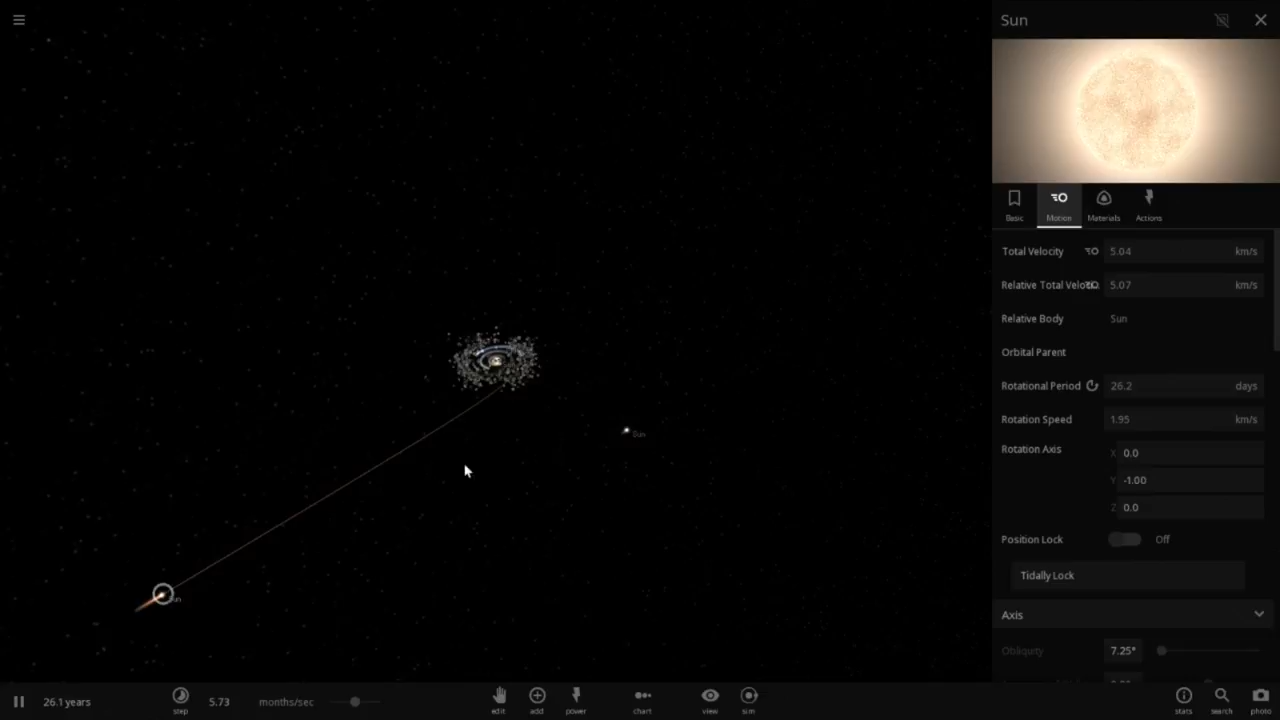 Sun
Basic
Motion
Materials
Actions
Total Velocity 5.04 km/s
Relative Total 5.07 km/s
Relative Body Sun
Orbital Parent
Rotational Period 26.2 days
Rotation Speed 1.95 km/s
Rotation Axis X 0.0
Y -1.00
Z 0.0
Position Lock Off
Tidally Lock
Axis
Obliquity 7.25°
Sun
26.1 years
step
5.73 months/sec
edit
add
power
chart
view
sim
stats
search
photo